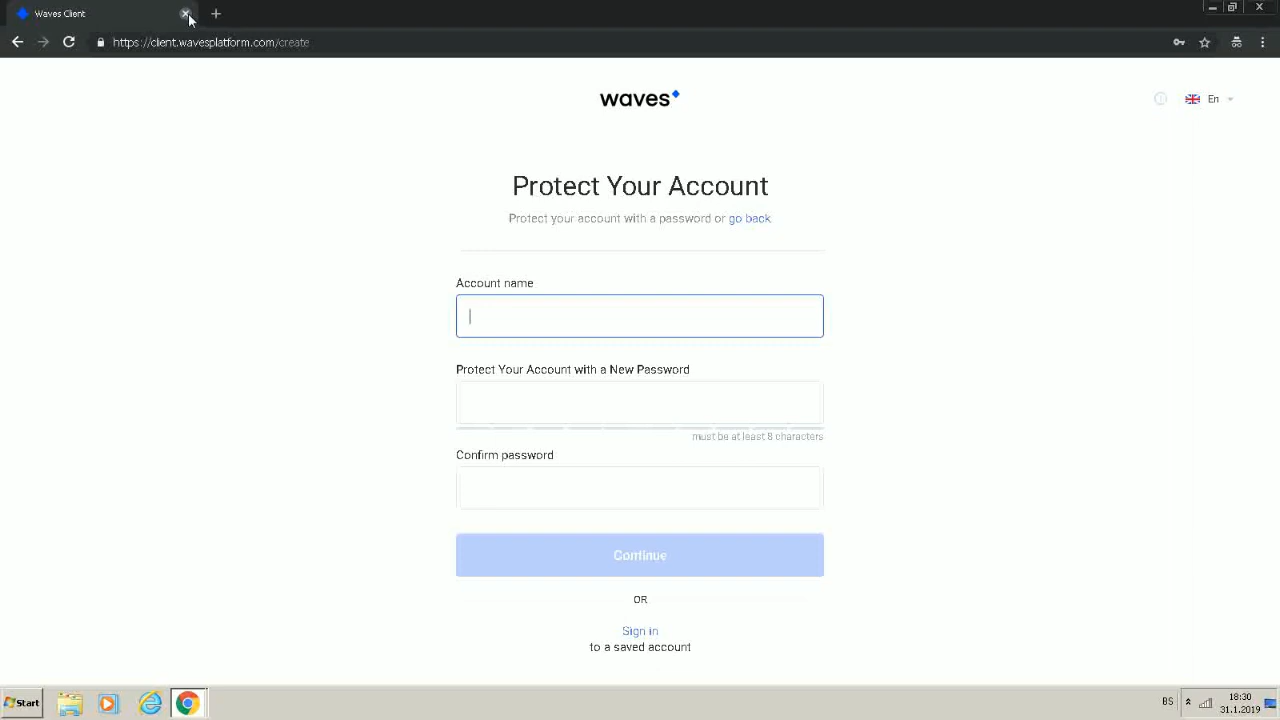 Waves Client
https://client.wavesplatform.com/create
waves
En
Protect Your Account
Protect your account with a password or go back
Account name
Protect Your Account with a New Password
must be at least 8 characters
Confirm password
Continue
OR
Sign in
to a saved account
Start
BS
18:30
31.1.2019